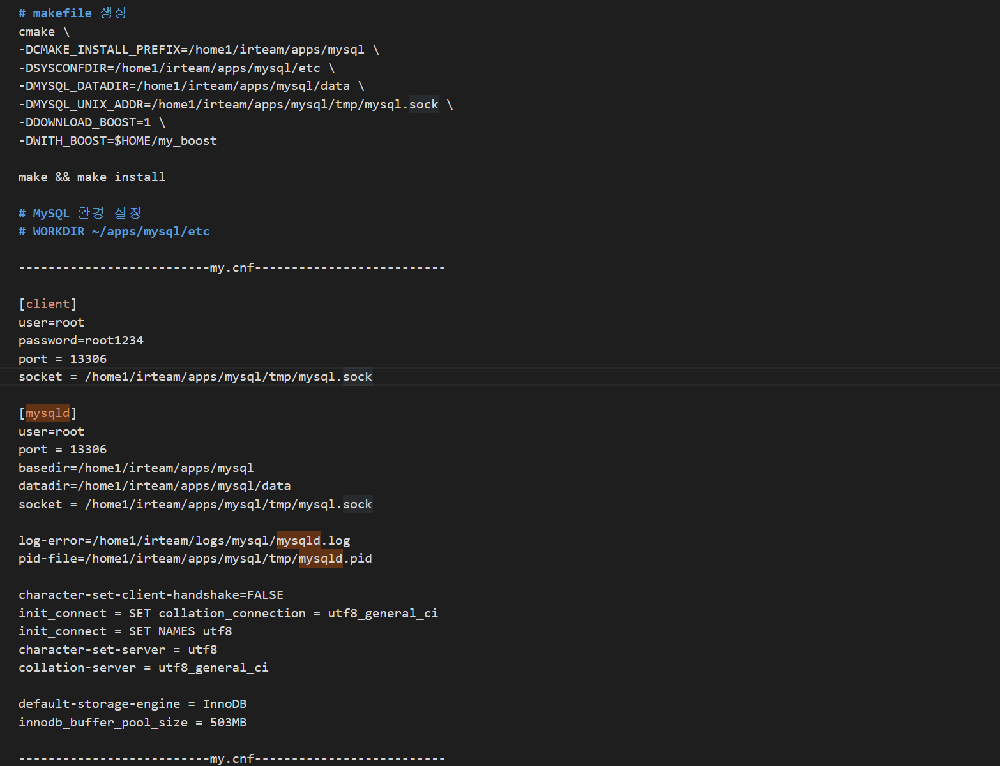 # makefile 생성
cmake \
-DCMAKE_INSTALL_PREFIX=/home1/irteam/apps/mysql \
-DSYSCONFDIR=/home1/irteam/apps/mysql/etc \
-DMYSQL_DATADIR=/home1/irteam/apps/mysql/data \
-DMYSQL_UNIX_ADDR=/home1/irteam/apps/mysql/tmp/mysql.sock \
-DDOWNLOAD_BOOST=1 \
-DWITH_BOOST=$HOME/my_boost
make && make install
# MySQL 환경 설정
# WORKDIR ~/apps/mysql/etc
--------------------------my.cnf--------------------------
[client]
user=root
password=root1234
port = 13306
socket = /home1/irteam/apps/mysql/tmp/mysql.sock
[mysqld]
user=root
port = 13306
basedir=/home1/irteam/apps/mysql
datadir=/home1/irteam/apps/mysql/data
socket = /home1/irteam/apps/mysql/tmp/mysql.sock
log-error=/home1/irteam/logs/mysql/mysqld.log
pid-file=/home1/irteam/apps/mysql/tmp/mysqld.pid
character-set-client-handshake=FALSE
init_connect = SET collation_connection = utf8_general_ci
init_connect = SET NAMES utf8
character-set-server = utf8
collation-server = utf8_general_ci
default-storage-engine = InnoDB
innodb_buffer_pool_size = 503MB
--------------------------my.cnf--------------------------